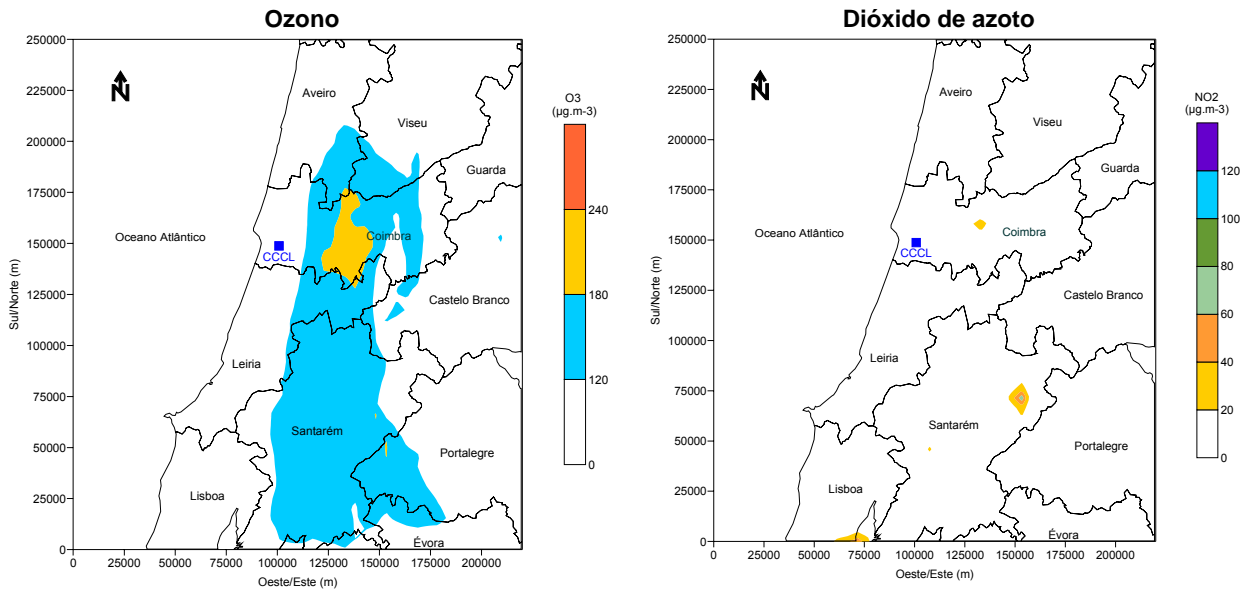 Ozono
Dióxido de azoto
250000
225000
200000
175000
150000
125000
100000
75000
50000
25000
0
Sul/Norte (m)
N
Aveiro
Viseu
Guarda
Oceano Atlântico
Coimbra
CCCL
Castelo Branco
Leiria
Santarém
Portalegre
Lisboa
Évora
0 25000 50000 75000 100000 125000 150000 175000 200000
Oeste/Este (m)
O3
(µg.m-3)
240
180
120
0
250000
225000
200000
175000
150000
125000
100000
75000
50000
25000
0
Sul/Norte (m)
N
Aveiro
Viseu
Guarda
Oceano Atlântico
Coimbra
CCCL
Castelo Branco
Leiria
Santarém
Portalegre
Lisboa
Évora
0 25000 50000 75000 100000 125000 150000 175000 200000
Oeste/Este (m)
NO2
(µg.m-3)
120
100
80
60
40
20
0